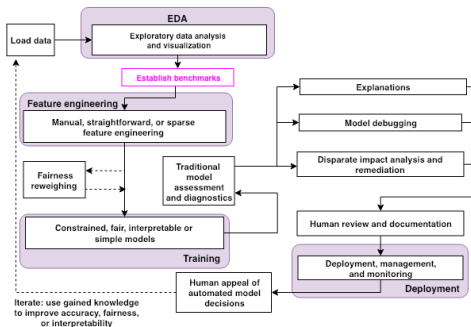 EDA
Load data
Exploratory data analysis
and visualization
Establish benchmarks
Feature engineering
Manual, straightforward, or sparse
feature engineering
Explanations
Model debugging
Disparate impact analysis and
remediation
Fairness
reweighing
Traditional
model
assessment
and diagnostics
Constrained, fair, interpretable or
simple models
Training
Human review and documentation
Deployment, management,
and monitoring
Deployment
Human appeal of
automated model
decisions
Iterate: use gained knowledge
to improve accuracy, fairness,
or interpretability